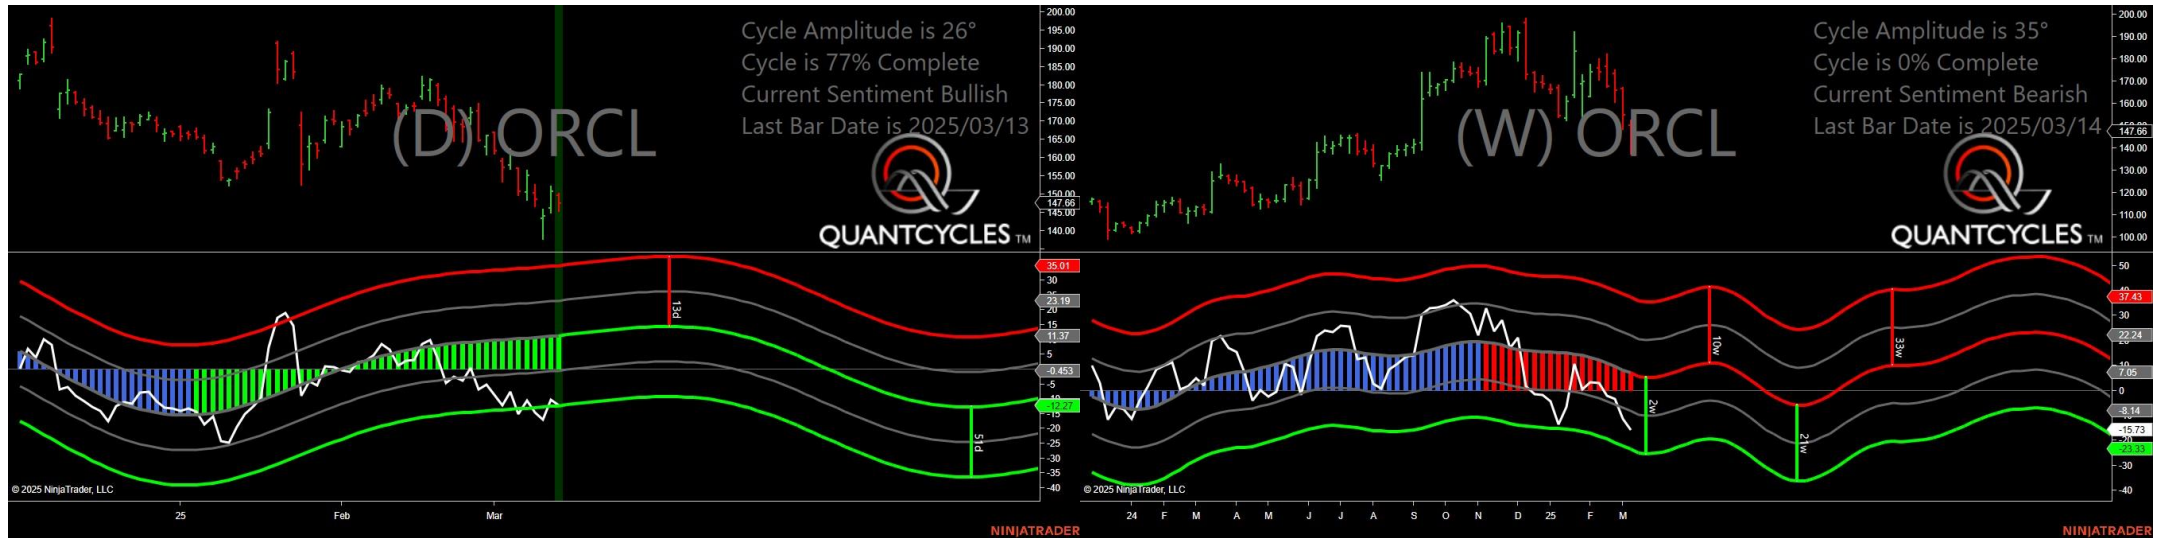 Cycle Amplitude is 26°
Cycle is 77% Complete
Current Sentiment Bullish
Last Bar Date is 2025/03/13
(D) ORCL
QUANTCYCLES TM
200.00
195.00
190.00
185.00
180.00
175.00
170.00
165.00
160.00
155.00
150.00
147.66
145.00
140.00
35.01
30
23.19
20
15
11.37
5
-0.453
-5
-10
-12.27
-15
-20
-25
-30
-35
-40
13d
51d
© 2025 NinjaTrader, LLC
25 Feb Mar
NINJATRADER
Cycle Amplitude is 35°
Cycle is 0% Complete
Current Sentiment Bearish
Last Bar Date is 2025/03/14
(W) ORCL
QUANTCYCLES TM
200.00
190.00
180.00
170.00
160.00
147.66
140.00
130.00
120.00
110.00
100.00
50
40
37.43
30
22.24
10
7.05
0
-8.14
-15.73
-20
-23.33
-30
-40
2w
10w
21w
33w
© 2025 NinjaTrader, LLC
24 F M A M J J A S O N D 25 F M
NINJATRADER